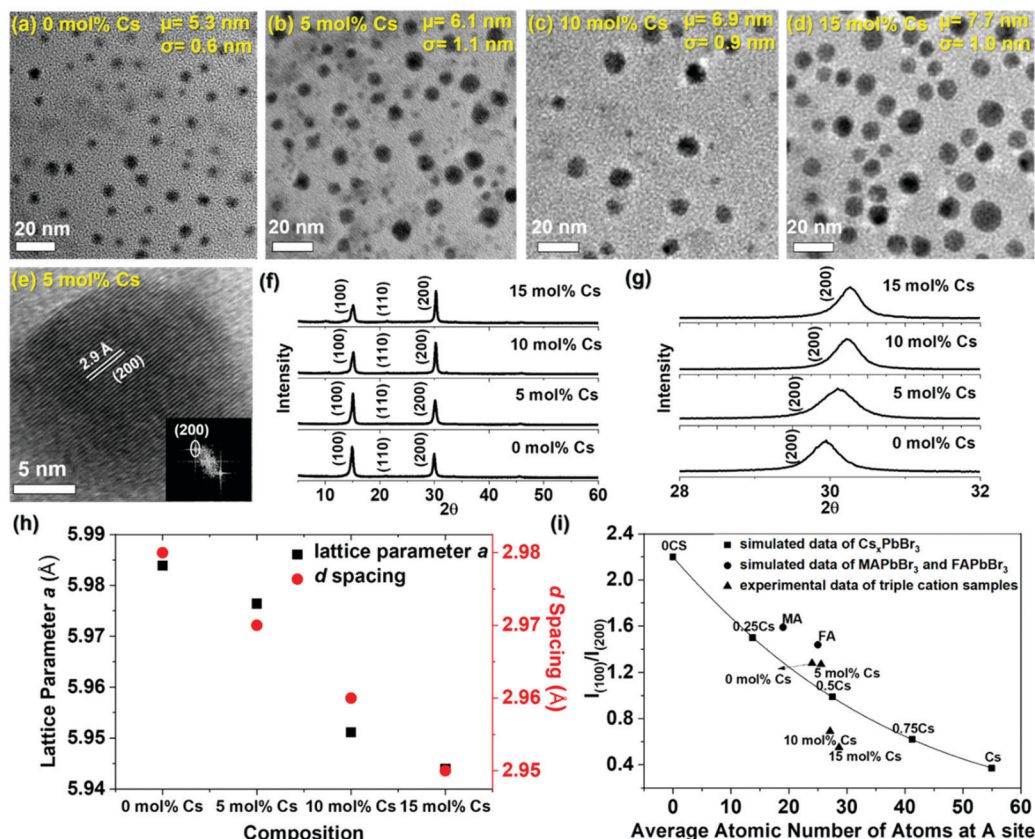 (a) 0 mol% Cs μ= 5.3 nm
σ= 0.6 nm
20 nm
(b) 5 mol% Cs μ= 6.1 nm
σ= 1.1 nm
20 nm
(c) 10 mol% Cs μ= 6.9 nm
σ= 0.9 nm
20 nm
(d) 15 mol% Cs μ= 7.7 nm
σ= 1.0 nm
20 nm
(e) 5 mol% Cs
2.9 Å
(200)
(200)
5 nm
(f)
Intensity
(100) (110) (200) 15 mol% Cs
(100) (110) (200) 10 mol% Cs
(100) (110) (200) 5 mol% Cs
(100) (110) (200) 0 mol% Cs
10 20 30 40 50 60
2θ
(g)
Intensity
(200) 15 mol% Cs
(200) 10 mol% Cs
(200) 5 mol% Cs
(200) 0 mol% Cs
28 30 32
2θ
(h)
Lattice Parameter a (Å)
5.99
5.98
5.97
5.96
5.95
5.94
lattice parameter a
d spacing
2.98
2.97
2.96
2.95
d Spacing (Å)
0 mol% Cs 5 mol% Cs 10 mol% Cs 15 mol% Cs
Composition
(i)
I(100)/I(200)
2.4
2.0
1.6
1.2
0.8
0.4
simulated data of CsxPbBr3
simulated data of MAPbBr3 and FAPbBr3
experimental data of triple cation samples
0CS
0.25Cs
MA
FA
0 mol% Cs
5 mol% Cs
0.5Cs
10 mol% Cs
15 mol% Cs
0.75Cs
Cs
0 10 20 30 40 50 60
Average Atomic Number of Atoms at A site